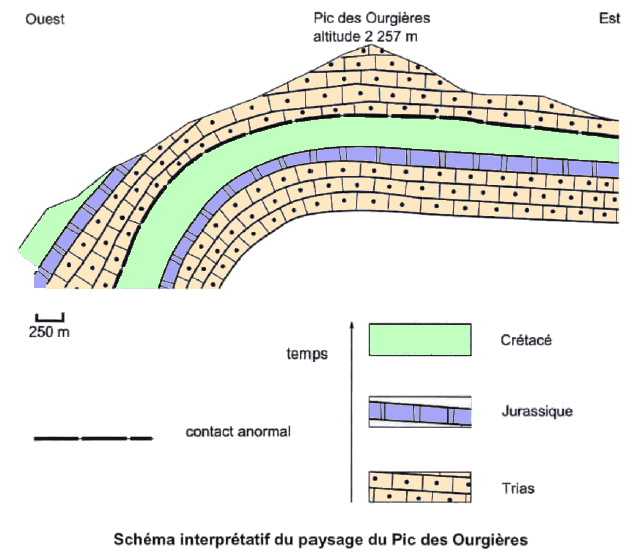 Ouest
Pic des Ourgières
altitude 2 257 m
Est
250 m
temps
Crétacé
contact anormal
Jurassique
Trias
Schéma interprétatif du paysage du Pic des Ourgières